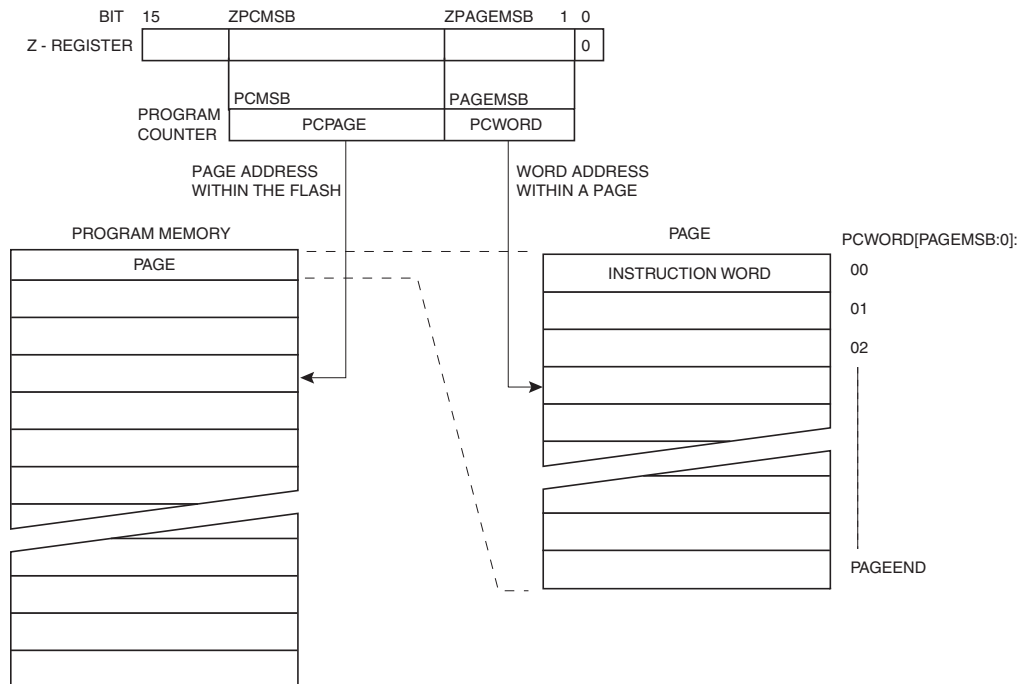 BIT 15 ZPCMSB ZPAGEMSB 1 0
Z - REGISTER 0
PCMSB PAGEMSB
PROGRAM
COUNTER
PCPAGE PCWORD
PAGE ADDRESS
WITHIN THE FLASH
WORD ADDRESS
WITHIN A PAGE
PROGRAM MEMORY
PAGE
PAGE
PCWORD[PAGEMSB:0]:
INSTRUCTION WORD 00
01
02
PAGEEND